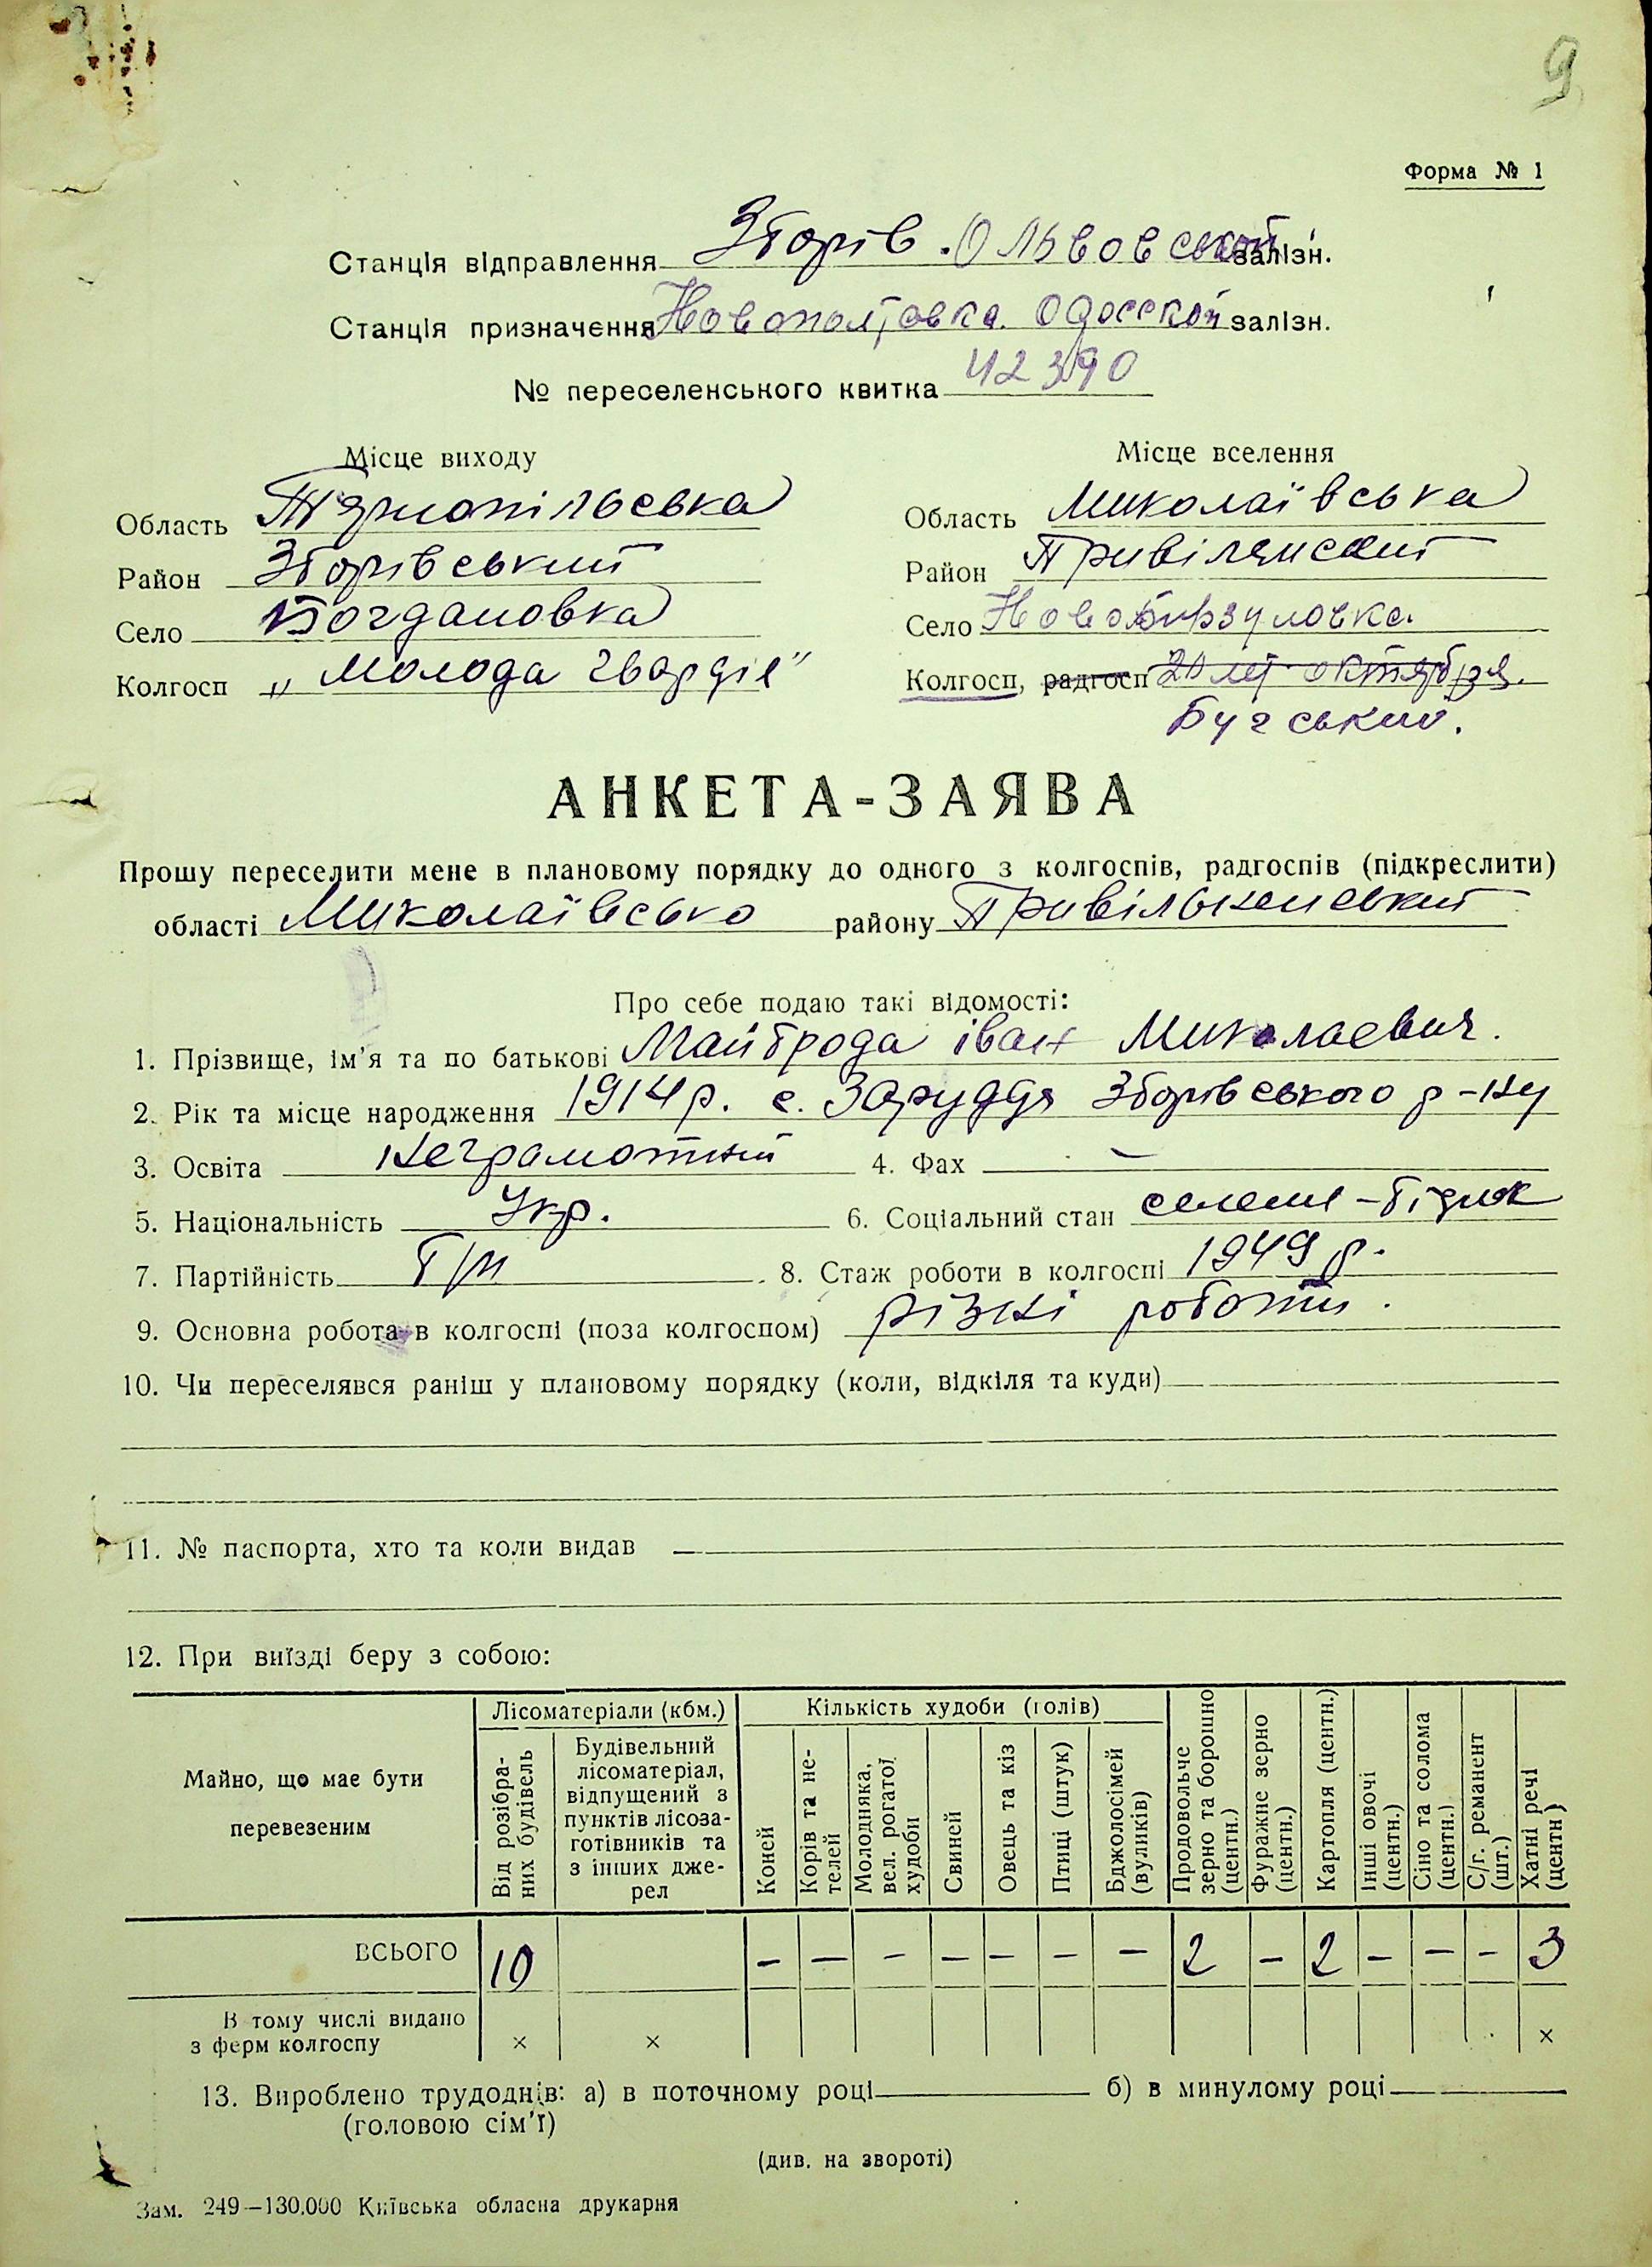 9
Форма № 1
Станція відправлення Зборів. Львовської залізн.
Станція призначення Новополтовка. Одесской залізн.
№ переселенського квитка 42390
Місце виходу
Місце вселення
Область Тернопільська
Область Миколаївська
Район Зборівський
Район
Село Богдановка
Село
Колгосп „Молода гвардія"
Колгосп, радгосп 20 лет октября.
Бугський.
АНКЕТА-ЗАЯВА
Прошу переселити мене в плановому порядку до одного з колгоспів, радгоспів (підкреслити)
області Миколаївсько району
Про себе подаю такі відомості:
1. Прізвище, ім'я та по батькові Майброда іван Миколаевич.
2. Рік та місце народження 1914 р. с. Заруддя Зборівського р-ну
3. Освіта неграмотний 4. Фах —
5. Національність Укр. 6. Соціальний стан селяни-бідняк
7. Партійність б/п 8. Стаж роботи в колгоспі 1949 р.
9. Основна робота в колгоспі (поза колгоспом) різні роботи.
10. Чи переселявся раніш у плановому порядку (коли, відкіля та куди)
11. № паспорта, хто та коли видав
12. При виїзді беру з собою:
Майно, що має бути перевезеним
Лісоматеріали (кбм.)
Від розібраних будівель
Будівельний лісоматеріал, відпущений з пунктів лісозаготівників та з інших джерел
Кількість худоби (голів)
Коней
Корів та нетелей
Молодняка, вел. рогатої худоби
Свиней
Овець та кіз
Птиці (штук)
Бджолосімей (вуликів)
Продовольче зерно та борошно (центн.)
Фуражне зерно (центн.)
Картопля (центн.)
Інші овочі (центн.)
Сіно та солома (центн.)
С/г. реманент (шт.)
Хатні речі (центн)
ВСЬОГО 10 — — — — — — — 2 — 2 — — — 3
В тому числі видано з ферм колгоспу × × ×
13. Вироблено трудоднів: а) в поточному році б) в минулому році
(головою сім'ї)
(див. на звороті)
Зам. 249—130.000 Київська обласна друкарня